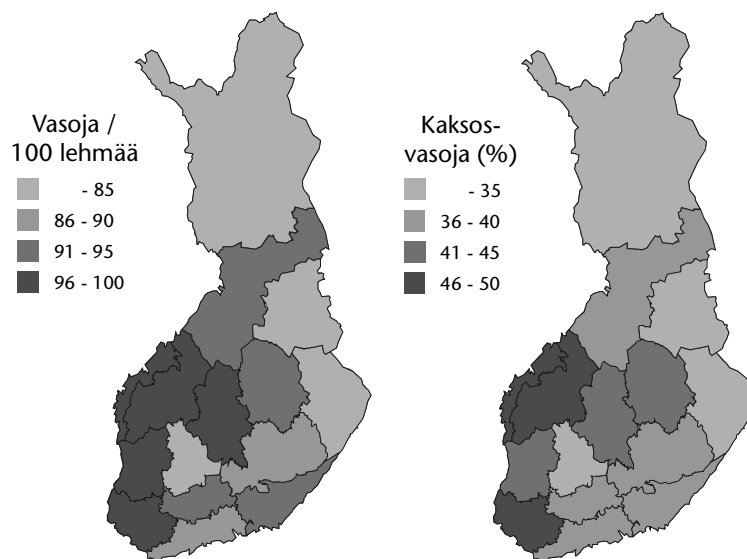 Vasoja /
100 lehmää
- 85
86 - 90
91 - 95
96 - 100
Kaksos-
vasoja (%)
- 35
36 - 40
41 - 45
46 - 50